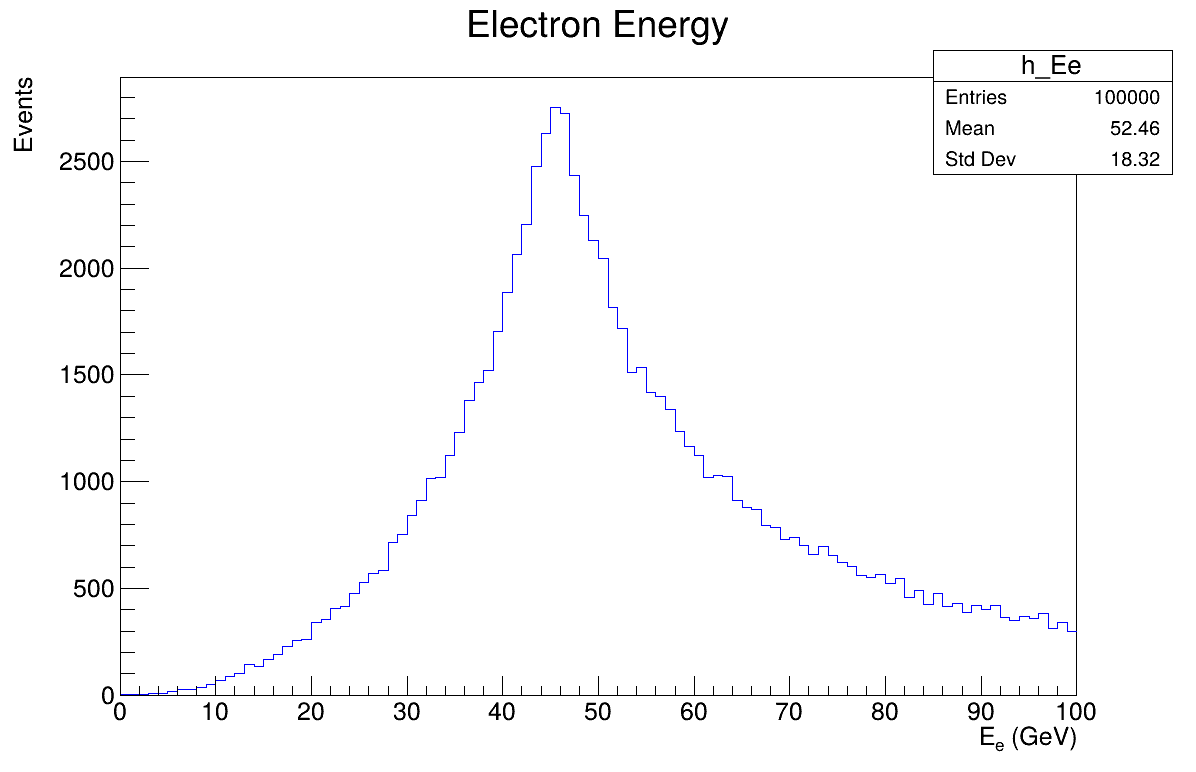 Electron Energy
h_Ee
Entries 100000
Mean 52.46
Std Dev 18.32
Events
2500
2000
1500
1000
500
0
0 10 20 30 40 50 60 70 80 90 100
E_e (GeV)